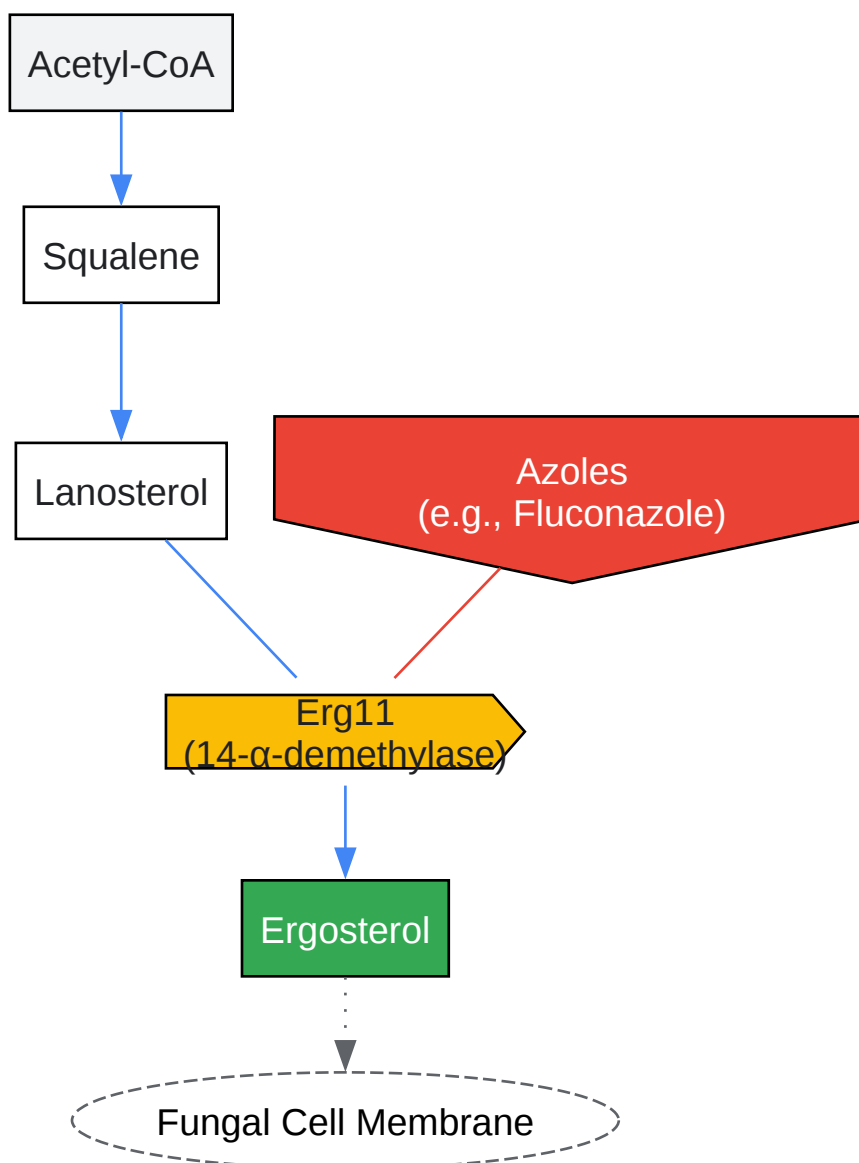 Acetyl-CoA
Squalene
Lanosterol
Azoles
(e.g., Fluconazole)
Erg11
(14-α-demethylase)
Ergosterol
Fungal Cell Membrane